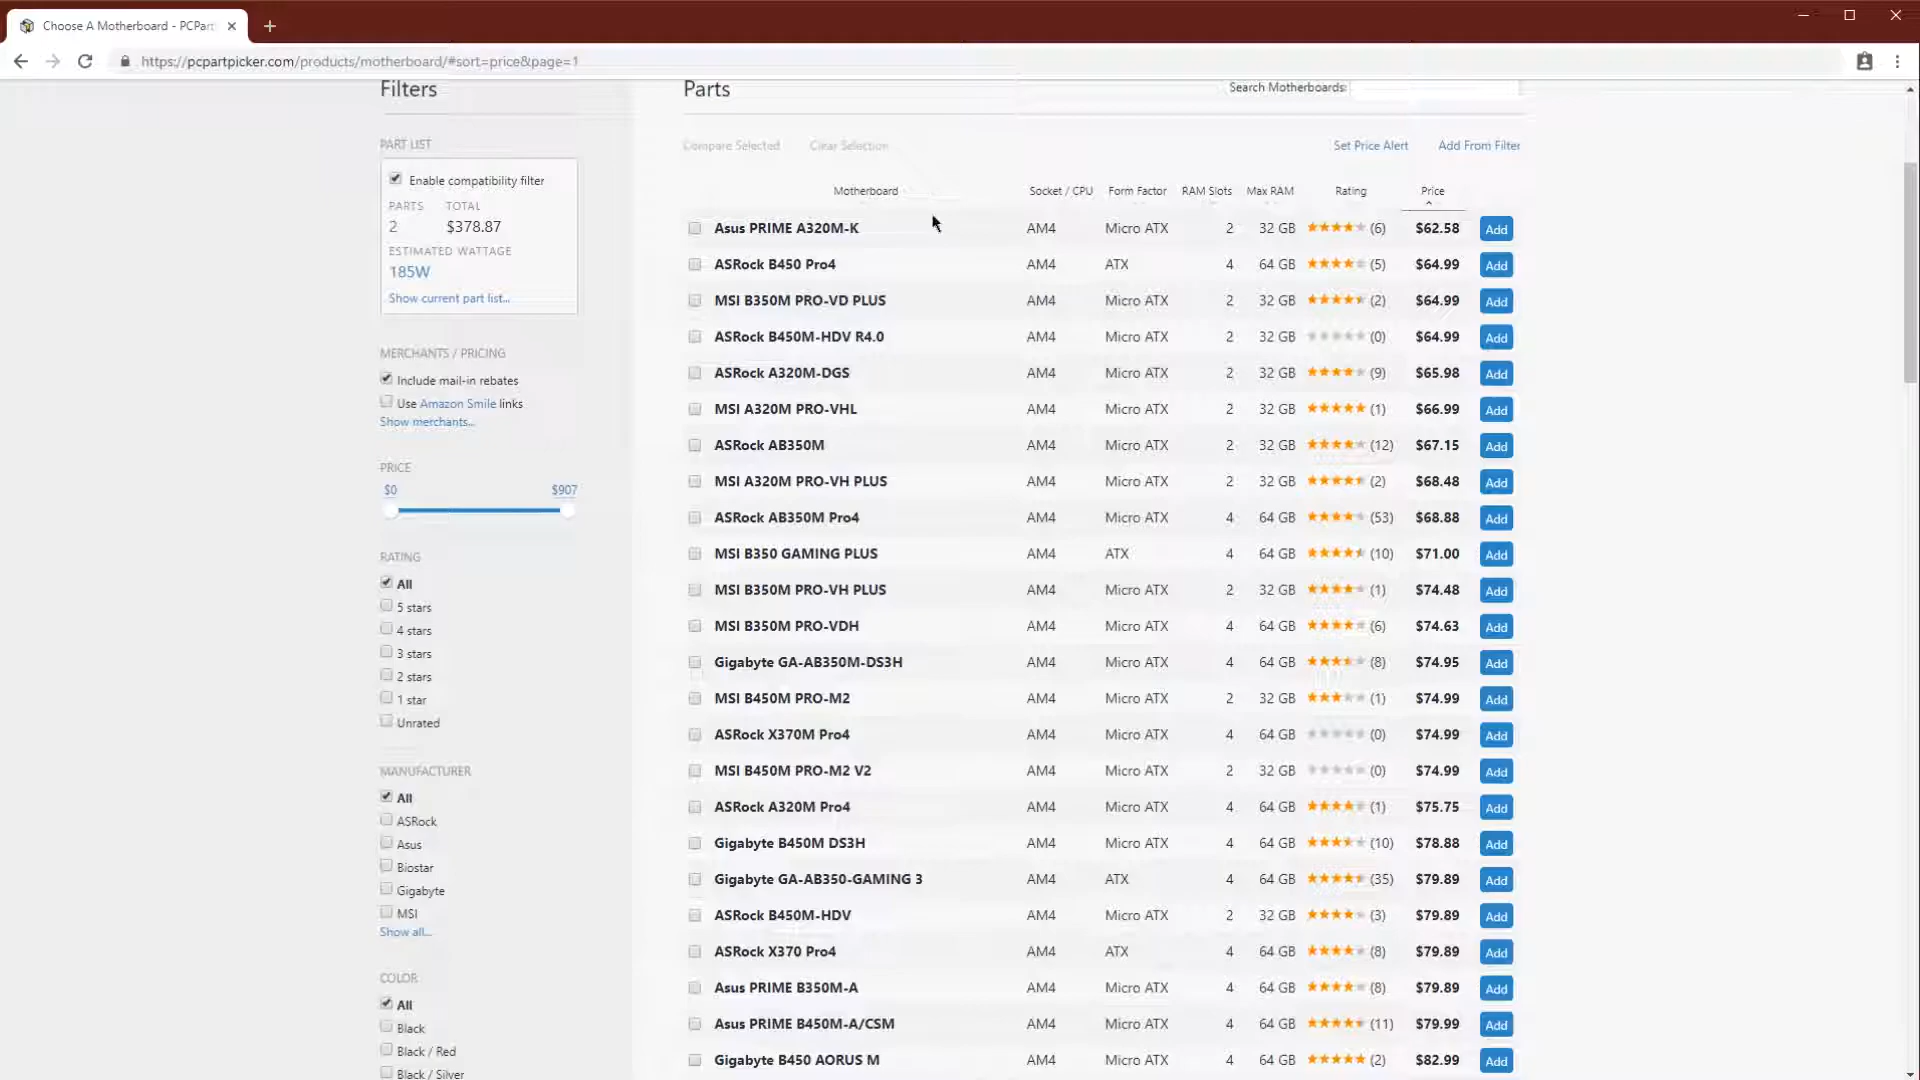 Choose A Motherboard - PCPart
https://pcpartpicker.com/products/motherboard/#sort=price&page=1
Filters
PART LIST
Enable compatibility filter
PARTS TOTAL
2 $378.87
ESTIMATED WATTAGE
185W
Show current part list...
MERCHANTS / PRICING
Include mail-in rebates
Use Amazon Smile links
Show merchants...
PRICE
$0 $907
RATING
All
5 stars
4 stars
3 stars
2 stars
1 star
Unrated
MANUFACTURER
All
ASRock
Asus
Biostar
Gigabyte
MSI
Show all...
COLOR
All
Black
Black / Red
Black / Silver
Parts
Search Motherboards:
Compare Selected Clear Selection Set Price Alert Add From Filter
Motherboard Socket / CPU Form Factor RAM Slots Max RAM Rating Price
Asus PRIME A320M-K AM4 Micro ATX 2 32 GB (6) $62.58 Add
ASRock B450 Pro4 AM4 ATX 4 64 GB (5) $64.99 Add
MSI B350M PRO-VD PLUS AM4 Micro ATX 2 32 GB (2) $64.99 Add
ASRock B450M-HDV R4.0 AM4 Micro ATX 2 32 GB (0) $64.99 Add
ASRock A320M-DGS AM4 Micro ATX 2 32 GB (9) $65.98 Add
MSI A320M PRO-VHL AM4 Micro ATX 2 32 GB (1) $66.99 Add
ASRock AB350M AM4 Micro ATX 2 32 GB (12) $67.15 Add
MSI A320M PRO-VH PLUS AM4 Micro ATX 2 32 GB (2) $68.48 Add
ASRock AB350M Pro4 AM4 Micro ATX 4 64 GB (53) $68.88 Add
MSI B350 GAMING PLUS AM4 ATX 4 64 GB (10) $71.00 Add
MSI B350M PRO-VH PLUS AM4 Micro ATX 2 32 GB (1) $74.48 Add
MSI B350M PRO-VDH AM4 Micro ATX 4 64 GB (6) $74.63 Add
Gigabyte GA-AB350M-DS3H AM4 Micro ATX 4 64 GB (8) $74.95 Add
MSI B450M PRO-M2 AM4 Micro ATX 2 32 GB (1) $74.99 Add
ASRock X370M Pro4 AM4 Micro ATX 4 64 GB (0) $74.99 Add
MSI B450M PRO-M2 V2 AM4 Micro ATX 2 32 GB (0) $74.99 Add
ASRock A320M Pro4 AM4 Micro ATX 4 64 GB (1) $75.75 Add
Gigabyte B450M DS3H AM4 Micro ATX 4 64 GB (10) $78.88 Add
Gigabyte GA-AB350-GAMING 3 AM4 ATX 4 64 GB (35) $79.89 Add
ASRock B450M-HDV AM4 Micro ATX 2 32 GB (3) $79.89 Add
ASRock X370 Pro4 AM4 ATX 4 64 GB (8) $79.89 Add
Asus PRIME B350M-A AM4 Micro ATX 4 64 GB (8) $79.89 Add
Asus PRIME B450M-A/CSM AM4 Micro ATX 4 64 GB (11) $79.99 Add
Gigabyte B450 AORUS M AM4 Micro ATX 4 64 GB (2) $82.99 Add